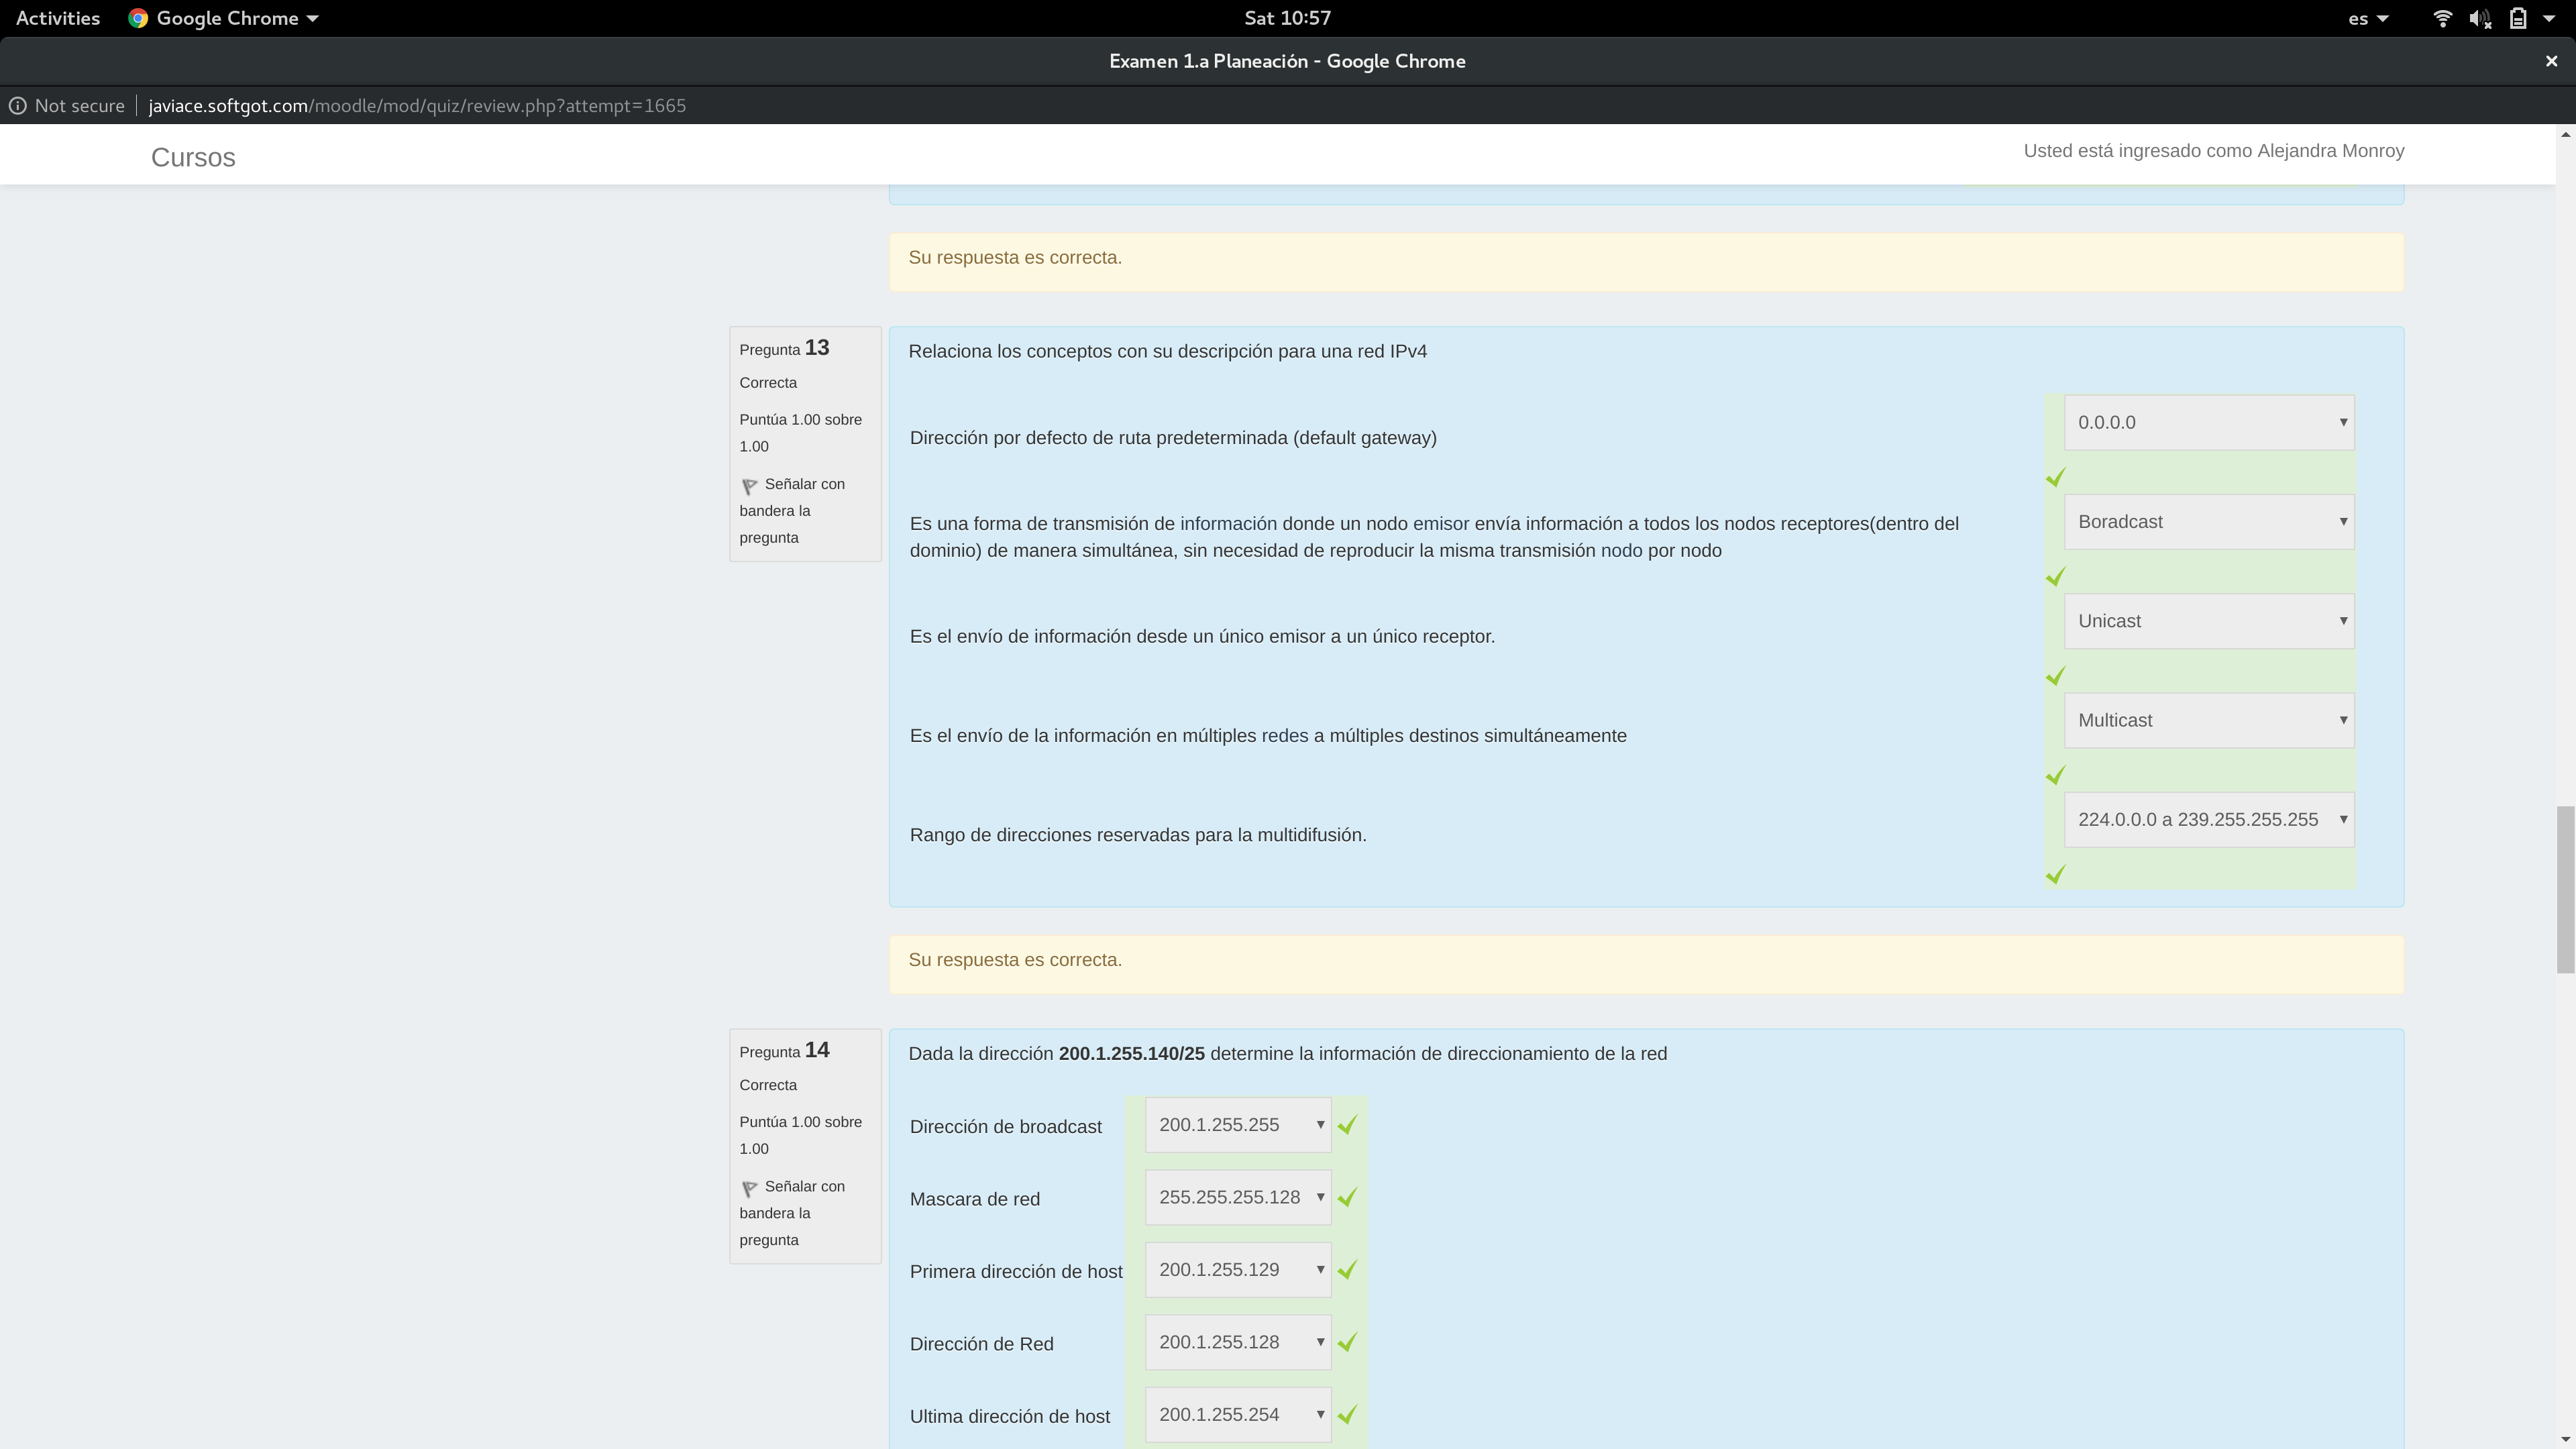 Activities Google Chrome Sat 10:57 es
Examen 1.a Planeación - Google Chrome ×
Not secure javiace.softgot.com/moodle/mod/quiz/review.php?attempt=1665
Cursos Usted está ingresado como Alejandra Monroy
Su respuesta es correcta.
Pregunta 13
Correcta
Puntúa 1.00 sobre
1.00
Señalar con
bandera la
pregunta
Relaciona los conceptos con su descripción para una red IPv4
Dirección por defecto de ruta predeterminada (default gateway) 0.0.0.0
Es una forma de transmisión de información donde un nodo emisor envía información a todos los nodos receptores(dentro del
dominio) de manera simultánea, sin necesidad de reproducir la misma transmisión nodo por nodo
Boradcast
Es el envío de información desde un único emisor a un único receptor. Unicast
Es el envío de la información en múltiples redes a múltiples destinos simultáneamente Multicast
Rango de direcciones reservadas para la multidifusión. 224.0.0.0 a 239.255.255.255
Su respuesta es correcta.
Pregunta 14
Correcta
Puntúa 1.00 sobre
1.00
Señalar con
bandera la
pregunta
Dada la dirección 200.1.255.140/25 determine la información de direccionamiento de la red
Dirección de broadcast 200.1.255.255
Mascara de red 255.255.255.128
Primera dirección de host 200.1.255.129
Dirección de Red 200.1.255.128
Ultima dirección de host 200.1.255.254